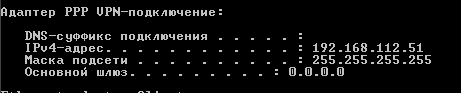 Адаптер PPP VPN-подключение:
DNS-суффикс подключения . . . . . :
IPv4-адрес. . . . . . . . . . . . : 192.168.112.51
Маска подсети . . . . . . . . . . : 255.255.255.255
Основной шлюз. . . . . . . . . : 0.0.0.0